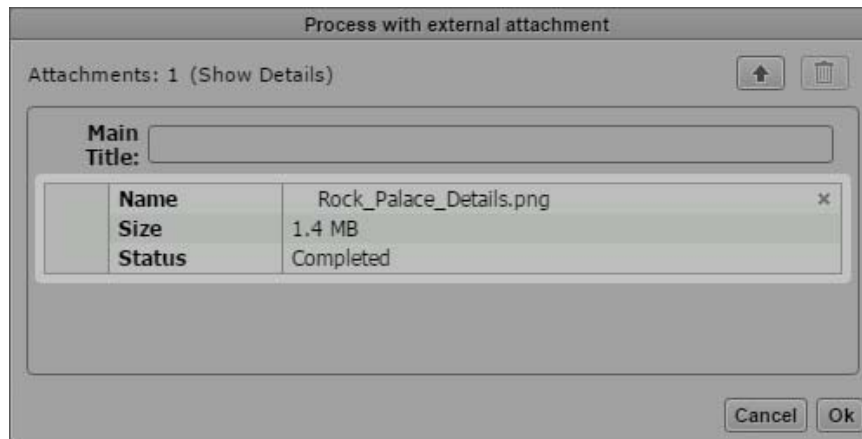 Process with external attachment
Attachments: 1 (Show Details)
Main
Title:
Name Rock_Palace_Details.png ×
Size 1.4 MB
Status Completed
Cancel Ok